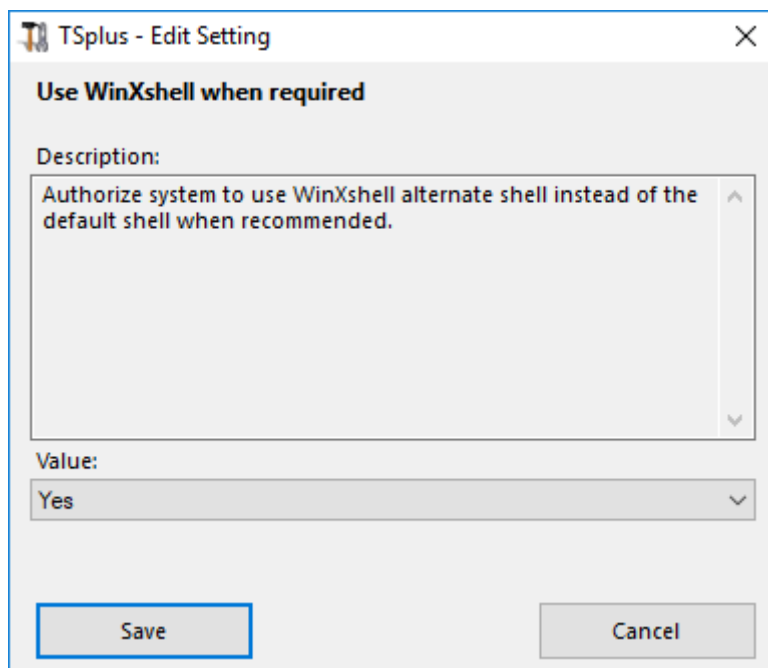 TSplus - Edit Setting
Use WinXshell when required
Description:
Authorize system to use WinXshell alternate shell instead of the
default shell when recommended.
Value:
Yes
Save
Cancel